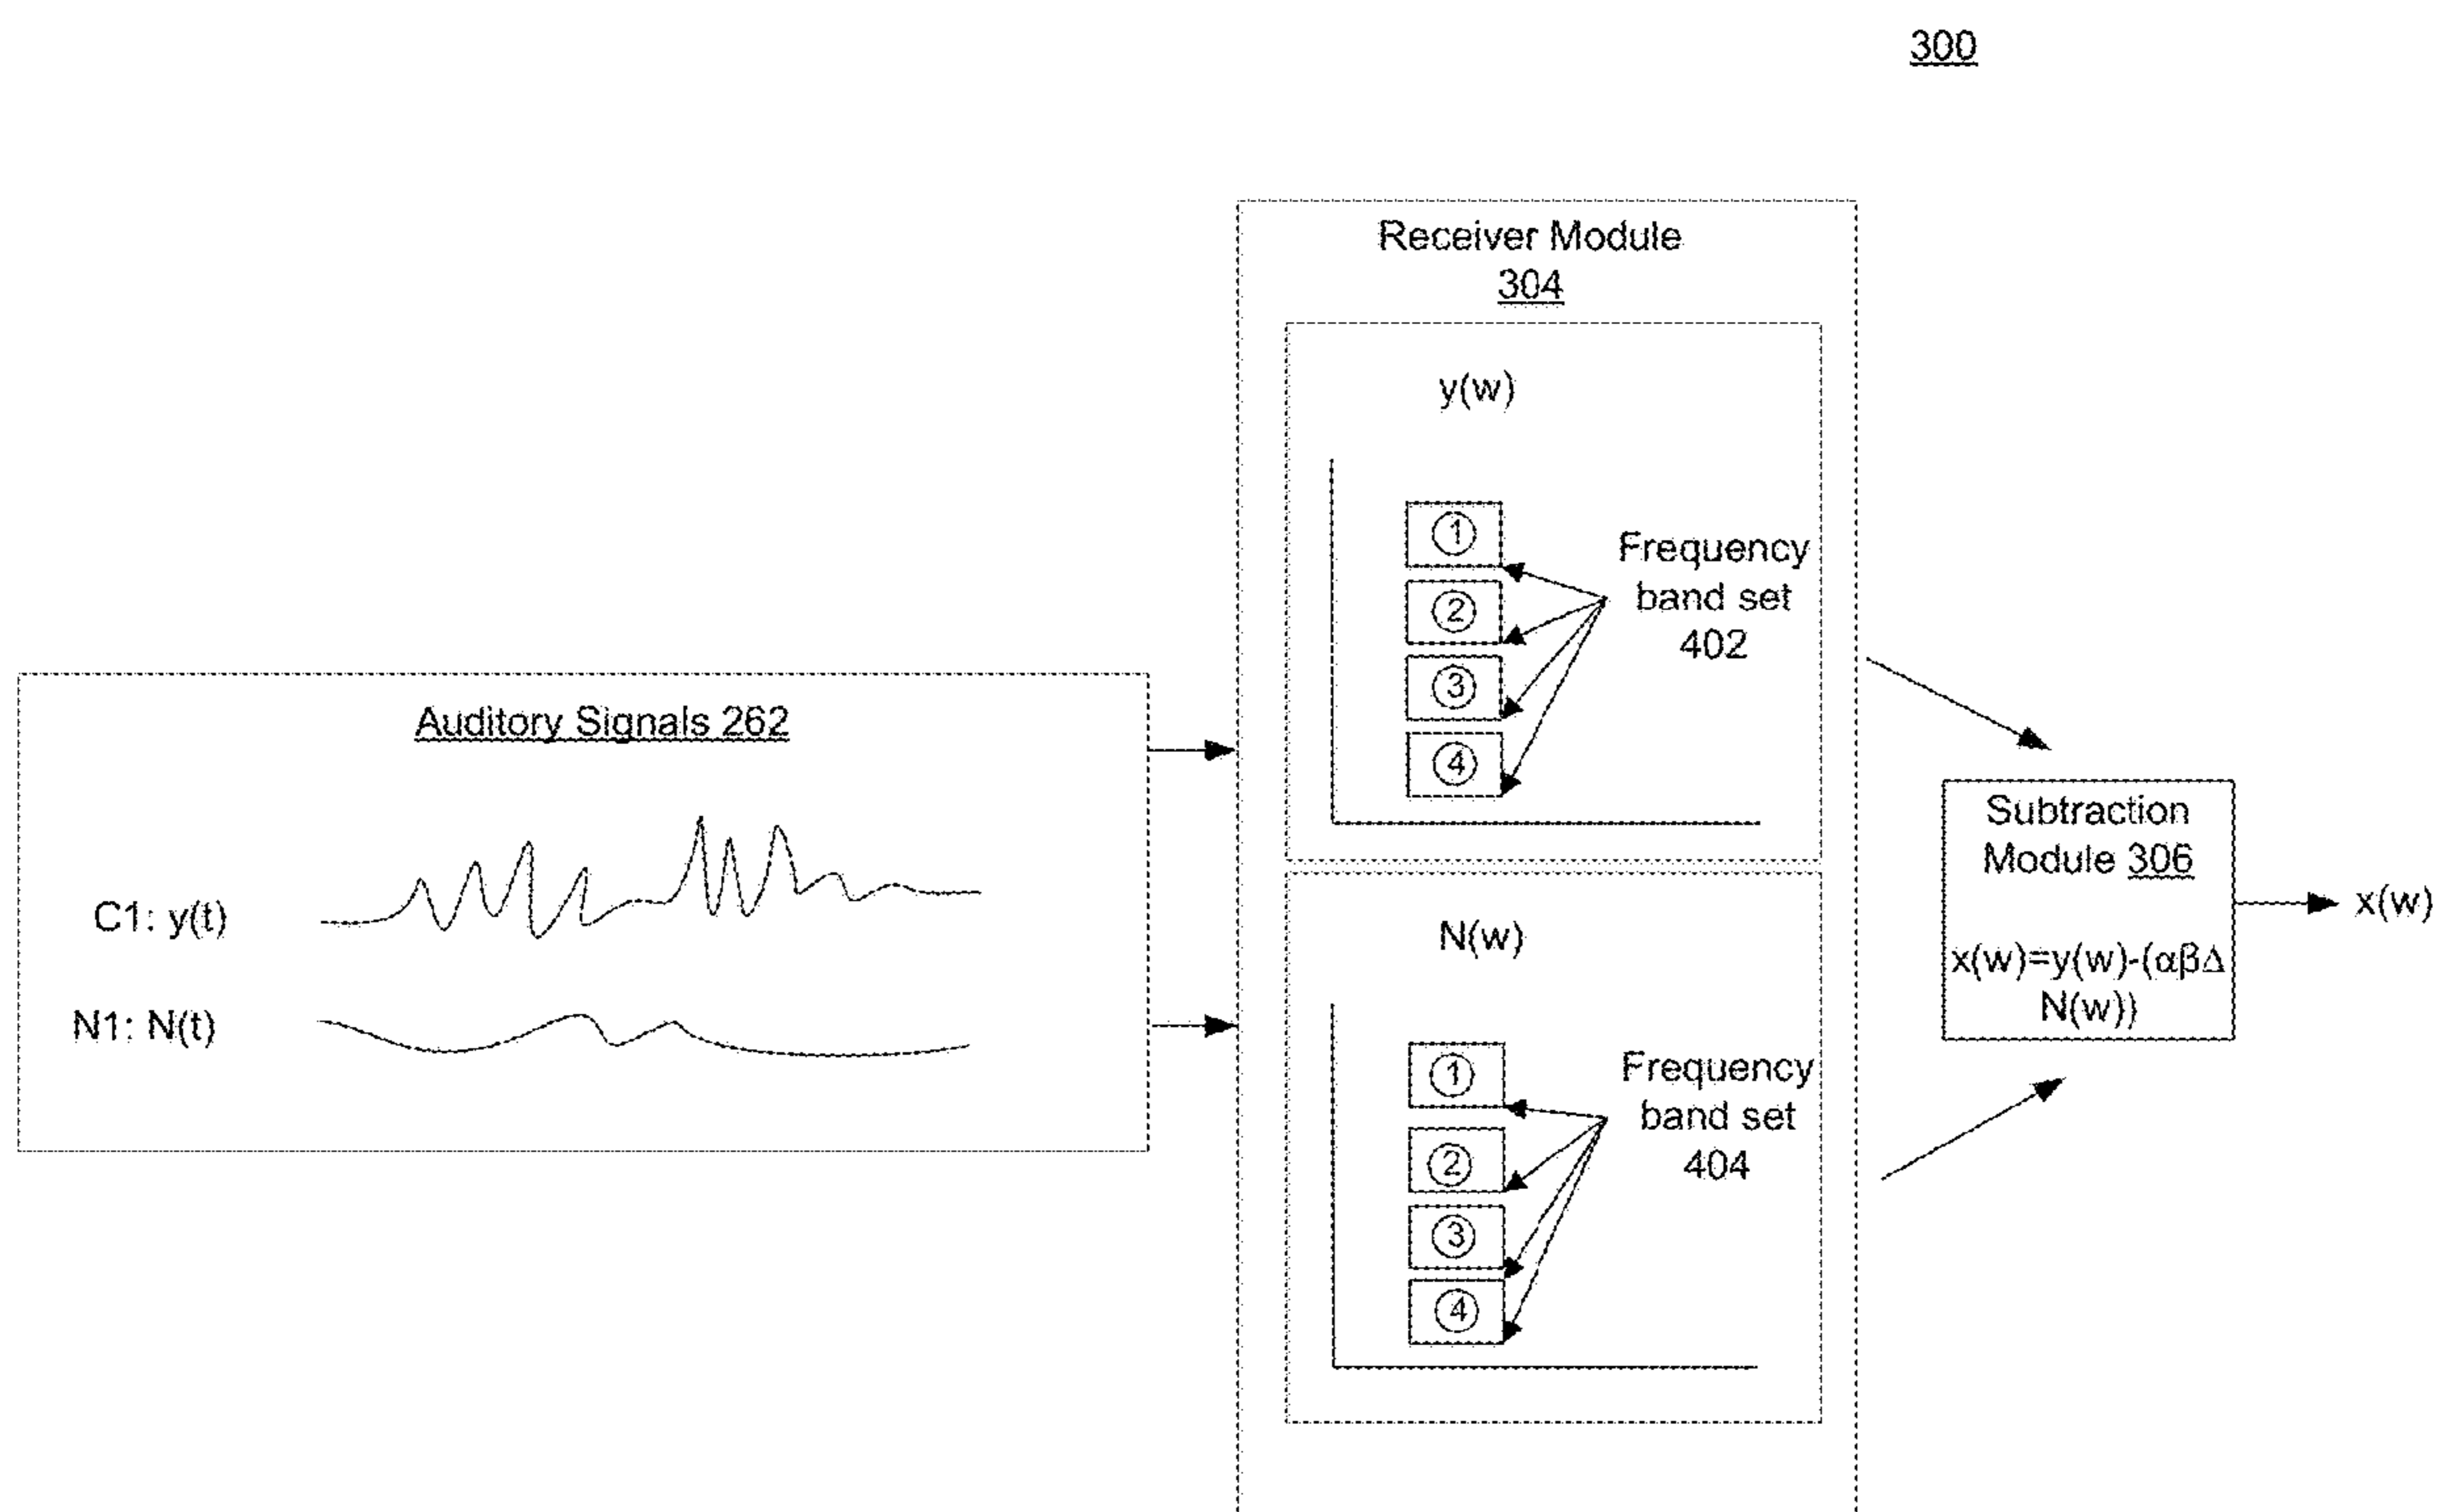 300
Receiver Module
304
y(w)
①
②
③
④
Frequency
band set
402
Auditory Signals 262
C1: y(t)
N1: N(t)
N(w)
①
②
③
④
Frequency
band set
404
Subtraction
Module 306
x(w)=y(w)-(αβΔ
N(w))
x(w)